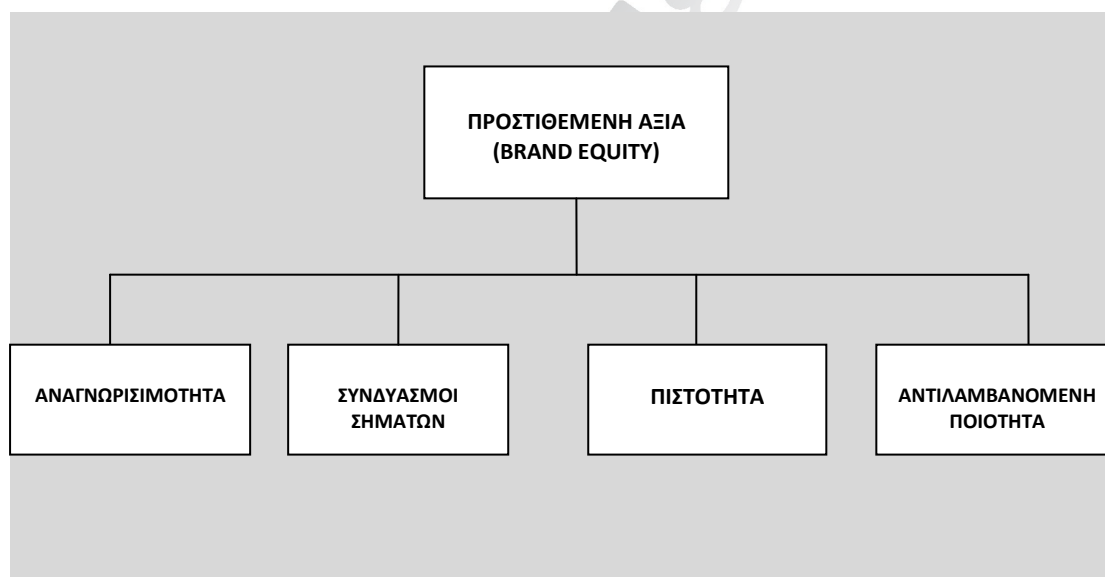 ΠΡΟΣΤΙΘΕΜΕΝΗ ΑΞΙΑ
(BRAND EQUITY)
ΑΝΑΓΝΩΡΙΣΙΜΟΤΗΤΑ
ΣΥΝΔΥΑΣΜΟΙ
ΣΗΜΑΤΩΝ
ΠΙΣΤΟΤΗΤΑ
ΑΝΤΙΛΑΜΒΑΝΟΜΕΝΗ
ΠΟΙΟΤΗΤΑ